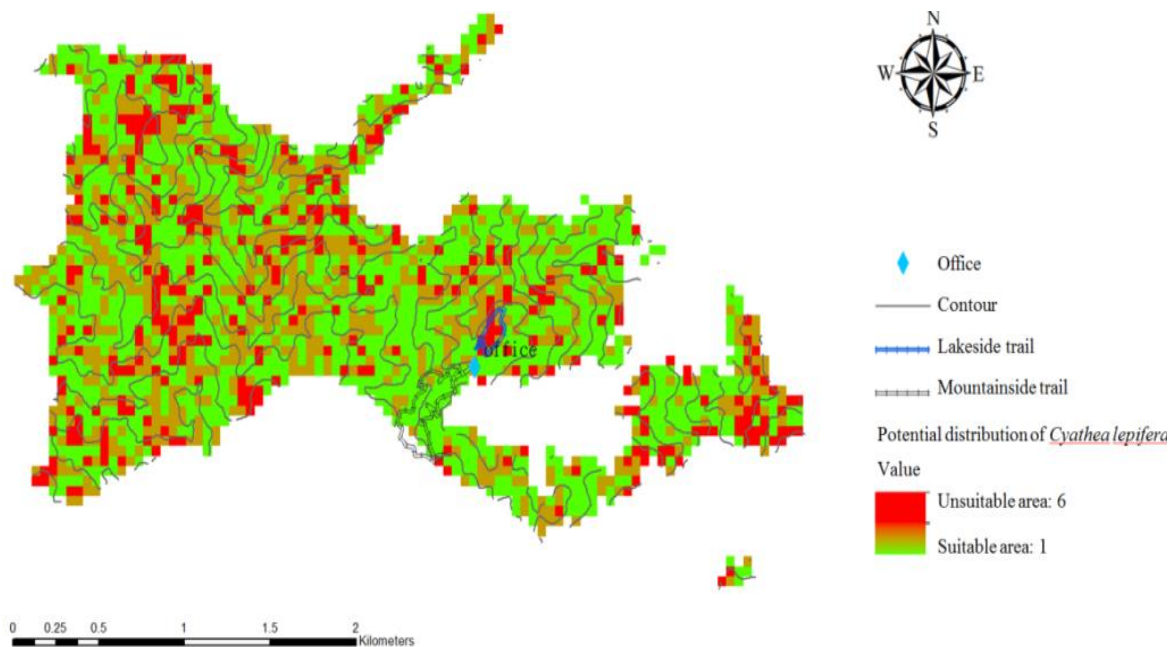 N
W E
S
Office
Contour
Lakeside trail
office
Mountainside trail
Potential distribution of Cyathea lepifera
Value
Unsuitable area: 6
Suitable area: 1
0 0.25 0.5 1 1.5 2
Kilometers